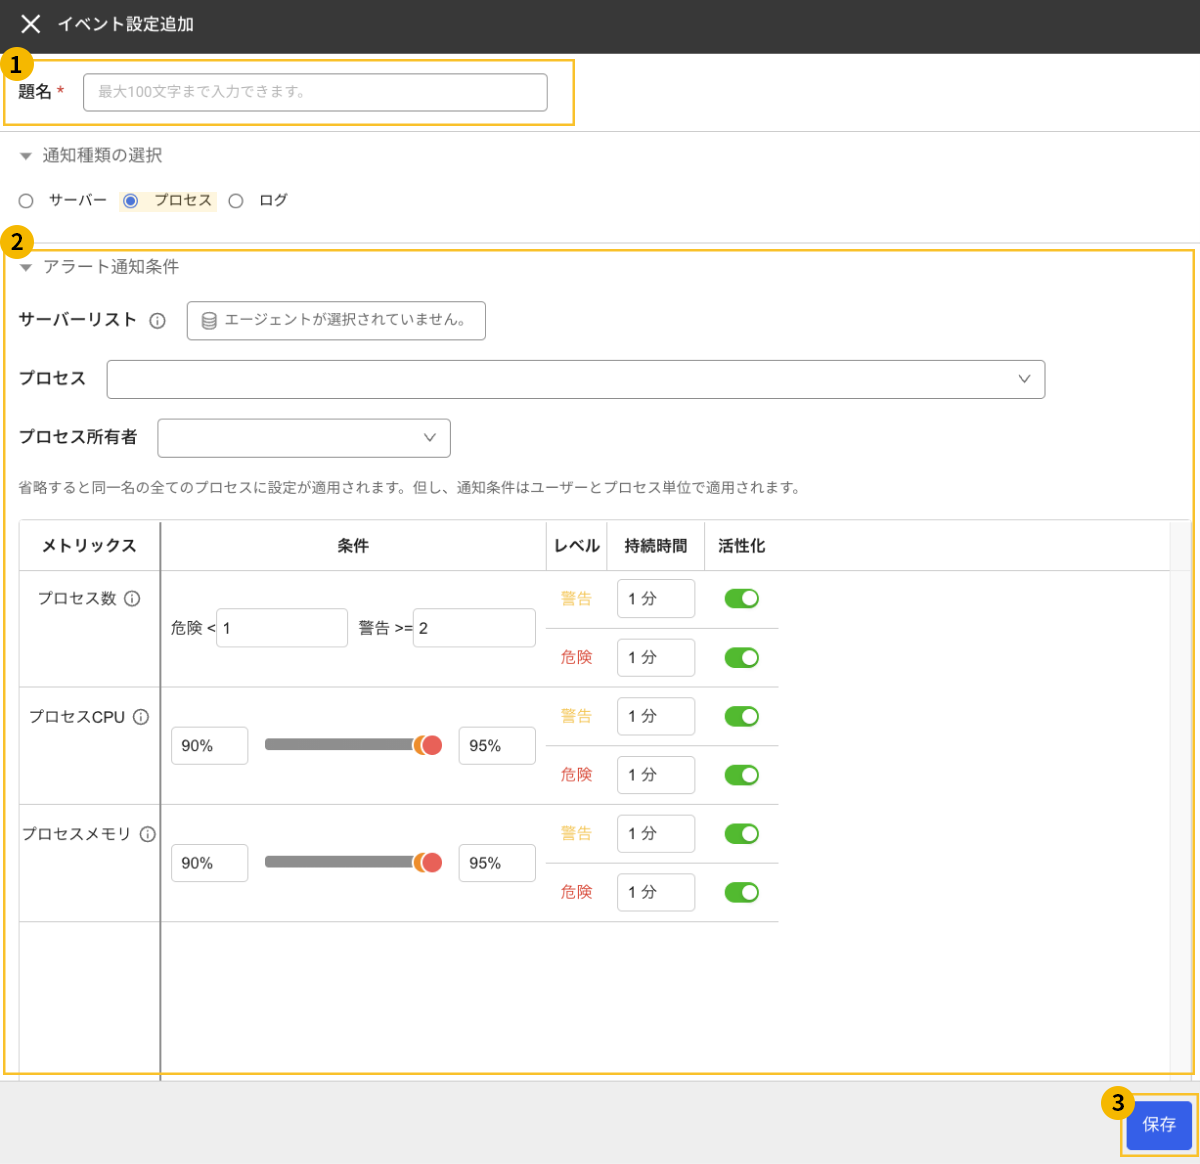 イベント設定追加
1
題名 * 最大100文字まで入力できます。
通知種類の選択
サーバー プロセス ログ
2
アラート通知条件
サーバーリスト エージェントが選択されていません。
プロセス
プロセス所有者
省略すると同一名の全てのプロセスに設定が適用されます。但し、通知条件はユーザーとプロセス単位で適用されます。
メトリックス 条件 レベル 持続時間 活性化
プロセス数 危険 < 1 警告 >= 2 警告 1 分
危険 1 分
プロセスCPU 90% 95% 警告 1 分
危険 1 分
プロセスメモリ 90% 95% 警告 1 分
危険 1 分
3
保存